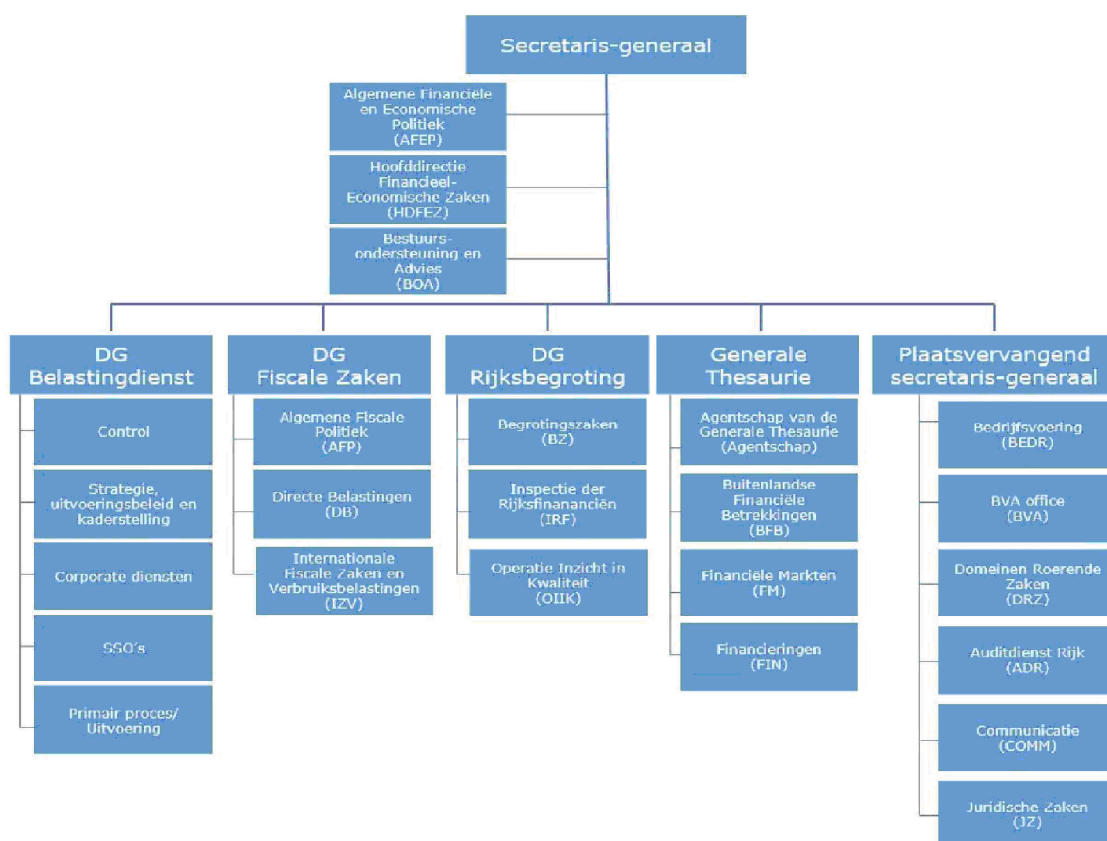 Secretaris-generaal
Algemene Financiële
en Economische
Politiek
(AFEP)
Hoofddirectie
Financieel-
Economische Zaken
(HDFEZ)
Bestuurs-
ondersteuning en
Advies
(BOA)
DG
Belastingdienst
Control
Strategie,
uitvoeringsbeleid en
kaderstelling
Corporate diensten
SSO's
Primair proces/
Uitvoering
DG
Fiscale Zaken
Algemene Fiscale
Politiek
(AFP)
Directe Belastingen
(DB)
Internationale
Fiscale Zaken en
Verbruiksbelastingen
(IZV)
DG
Rijksbegroting
Begrotingszaken
(BZ)
Inspectie der
Rijksfinananciën
(IRF)
Operatie Inzicht in
Kwaliteit
(OIIK)
Generale
Thesaurie
Agentschap van de
Generale Thesaurie
(Agentschap)
Buitenlandse
Financiële
Betrekkingen
(BFB)
Financiële Markten
(FM)
Financieringen
(FIN)
Plaatsvervangend
secretaris-generaal
Bedrijfsvoering
(BEDR)
BVA office
(BVA)
Domeinen Roerende
Zaken
(DRZ)
Auditdienst Rijk
(ADR)
Communicatie
(COMM)
Juridische Zaken
(JZ)